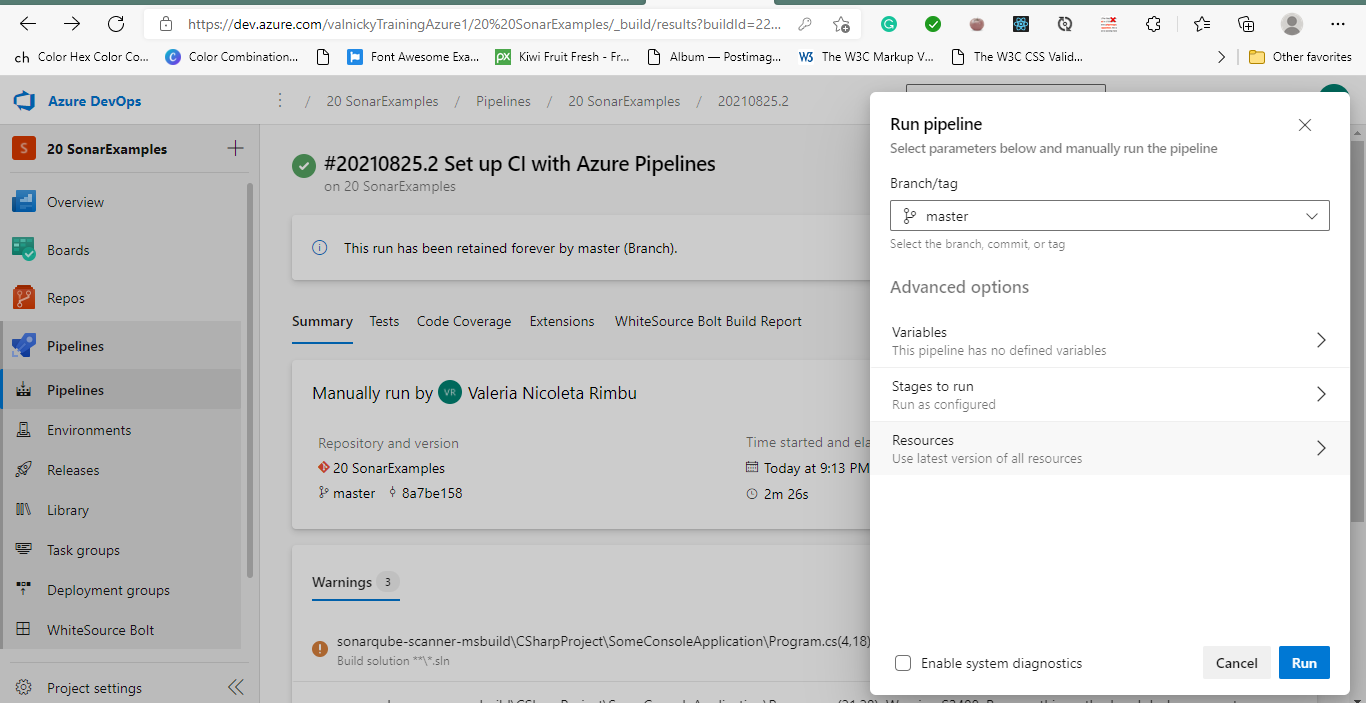 https://dev.azure.com/valnickyTrainingAzure1/20%20SonarExamples/_build/results?buildId=22...
ch Color Hex Color Co...
C Color Combination...
Font Awesome Exa...
px Kiwi Fruit Fresh - Fr...
Album — Postimag...
W3 The W3C Markup V...
The W3C CSS Valid...
Other favorites
Azure DevOps
/ 20 SonarExamples / Pipelines / 20 SonarExamples / 20210825.2
S 20 SonarExamples
Overview
Boards
Repos
Pipelines
Pipelines
Environments
Releases
Library
Task groups
Deployment groups
WhiteSource Bolt
Project settings
#20210825.2 Set up CI with Azure Pipelines
on 20 SonarExamples
This run has been retained forever by master (Branch).
Summary Tests Code Coverage Extensions WhiteSource Bolt Build Report
Manually run by VR Valeria Nicoleta Rimbu
Repository and version
20 SonarExamples
master 8a7be158
Time started and ela
Today at 9:13 PM
2m 26s
Warnings 3
sonarqube-scanner-msbuild\CSharpProject\SomeConsoleApplication\Program.cs(4,18)
Build solution **\*.sln
Run pipeline
Select parameters below and manually run the pipeline
Branch/tag
master
Select the branch, commit, or tag
Advanced options
Variables
This pipeline has no defined variables
Stages to run
Run as configured
Resources
Use latest version of all resources
Enable system diagnostics
Cancel
Run